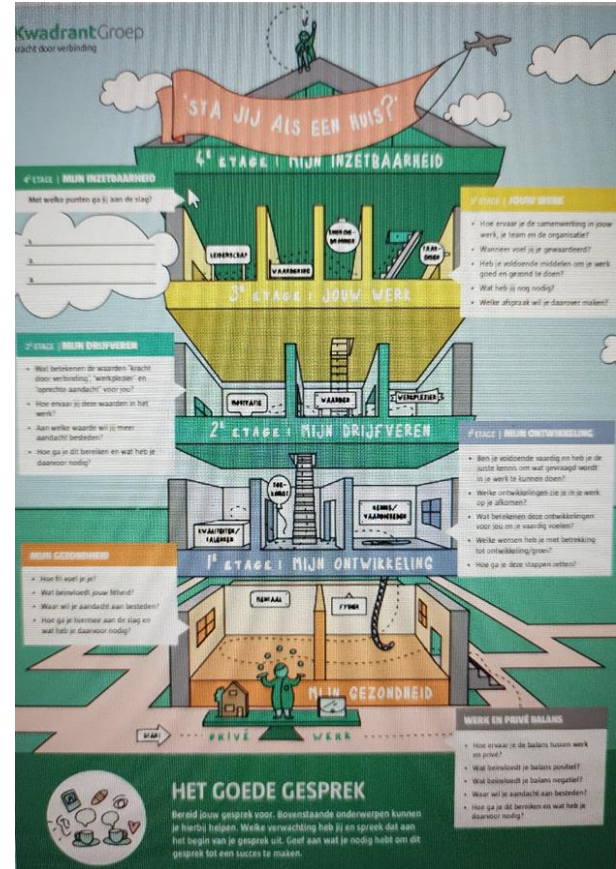 KwadrantGroep
kracht door verbinding
'STA JIJ ALS EEN HUIS?'
4E ETAGE | MIJN INZETBAARHEID
4E ETAGE | MIJN INZETBAARHEID
Met welke punten ga jij aan de slag?
1.
2.
3.
3E ETAGE | JOUW WERK
• Hoe ervaar je de samenwerking in jouw
werk, je team en de organisatie?
• Wanneer voel jij je gewaardeerd?
• Heb je voldoende middelen om je werk
goed en gezond te doen?
• Wat heb jij nog nodig?
• Welke afspraak wil je daarover maken?
LEIDERSCHAP
WAARDERING
3E ETAGE | JOUW WERK
2E ETAGE | MIJN DRIJFVEREN
• Wat betekenen de waarden "kracht
door verbinding", "werkplezier" en
"oprechte aandacht" voor jou?
• Hoe ervaar jij deze waarden in het
werk?
• Aan welke waarde wil jij meer
aandacht besteden?
• Hoe ga je dit bereiken en wat heb je
daarvoor nodig?
MOTIVATIE
WAARDEN
WERKPLEZIER
2E ETAGE | MIJN DRIJFVEREN
1E ETAGE | MIJN ONTWIKKELING
• Ben je voldoende vaardig en heb je de
juiste kennis om wat gevraagd wordt
in je werk te kunnen doen?
• Welke ontwikkelingen zie je in je werk
op je afkomen?
• Wat betekenen deze ontwikkelingen
voor jou en je vaardig voelen?
• Welke wensen heb je met betrekking
tot ontwikkeling/groei?
• Hoe ga je deze stappen zetten?
TOE-
KOMST
KWALITEITEN/
TALENTEN
KENNIS/
VAARDIGHEDEN
1E ETAGE | MIJN ONTWIKKELING
MIJN GEZONDHEID
• Hoe fit voel je je?
• Wat beïnvloedt jouw fitheid?
• Waar wil je aandacht aan besteden?
• Hoe ga je hiermee aan de slag en
wat heb je daarvoor nodig?
MENTAAL
FYSIEK
MIJN GEZONDHEID
START
PRIVÉ
WERK
WERK EN PRIVÉ BALANS
• Hoe ervaar je de balans tussen werk
en privé?
• Wat beïnvloedt je balans positief?
• Wat beïnvloedt je balans negatief?
• Waar wil je aandacht aan besteden?
• Hoe ga je dit bereiken en wat heb je
daarvoor nodig?
HET GOEDE GESPREK
Bereid jouw gesprek voor. Bovenstaande onderwerpen kunnen
je hierbij helpen. Welke verwachting heb jij en spreek dat aan
het begin van je gesprek uit. Geef aan wat je nodig hebt om dit
gesprek tot een succes te maken.